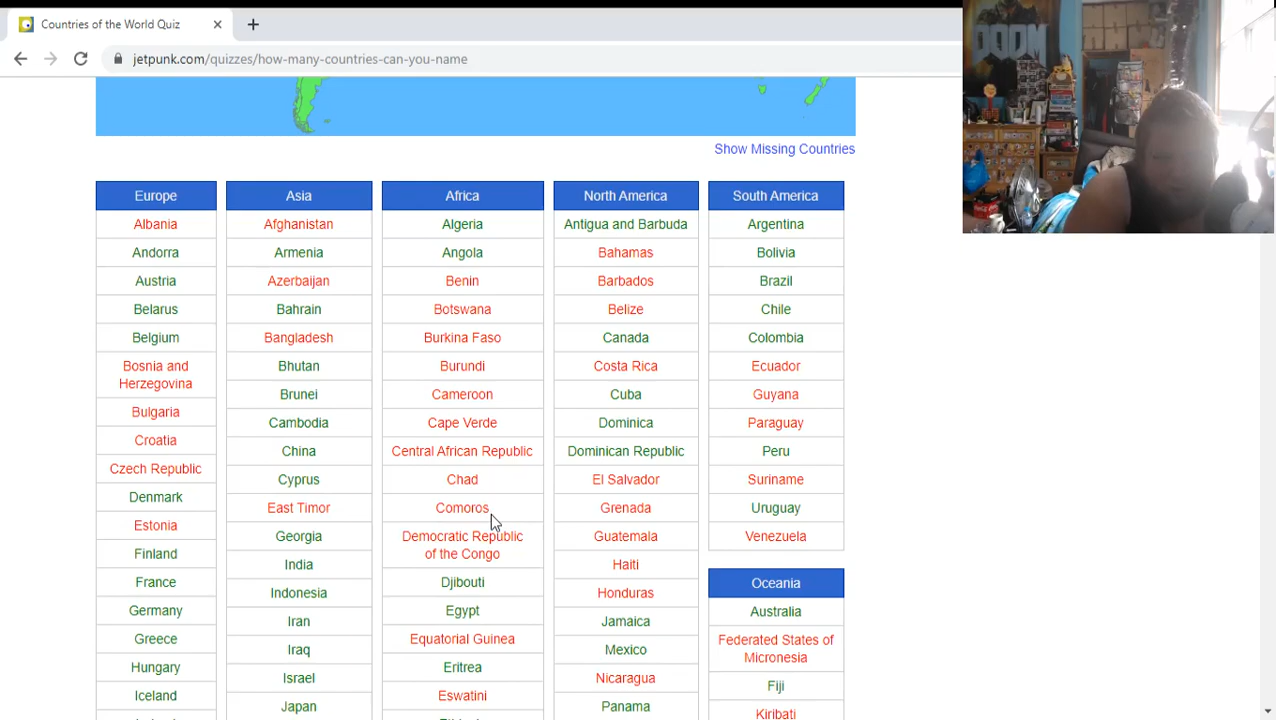 Countries of the World Quiz
jetpunk.com/quizzes/how-many-countries-can-you-name
DOOM
Show Missing Countries
Europe
Albania
Andorra
Austria
Belarus
Belgium
Bosnia and
Herzegovina
Bulgaria
Croatia
Czech Republic
Denmark
Estonia
Finland
France
Germany
Greece
Hungary
Iceland
Asia
Afghanistan
Armenia
Azerbaijan
Bahrain
Bangladesh
Bhutan
Brunei
Cambodia
China
Cyprus
East Timor
Georgia
India
Indonesia
Iran
Iraq
Israel
Japan
Africa
Algeria
Angola
Benin
Botswana
Burkina Faso
Burundi
Cameroon
Cape Verde
Central African Republic
Chad
Comoros
Democratic Republic
of the Congo
Djibouti
Egypt
Equatorial Guinea
Eritrea
Eswatini
North America
Antigua and Barbuda
Bahamas
Barbados
Belize
Canada
Costa Rica
Cuba
Dominica
Dominican Republic
El Salvador
Grenada
Guatemala
Haiti
Honduras
Jamaica
Mexico
Nicaragua
Panama
South America
Argentina
Bolivia
Brazil
Chile
Colombia
Ecuador
Guyana
Paraguay
Peru
Suriname
Uruguay
Venezuela
Oceania
Australia
Federated States of
Micronesia
Fiji
Kiribati